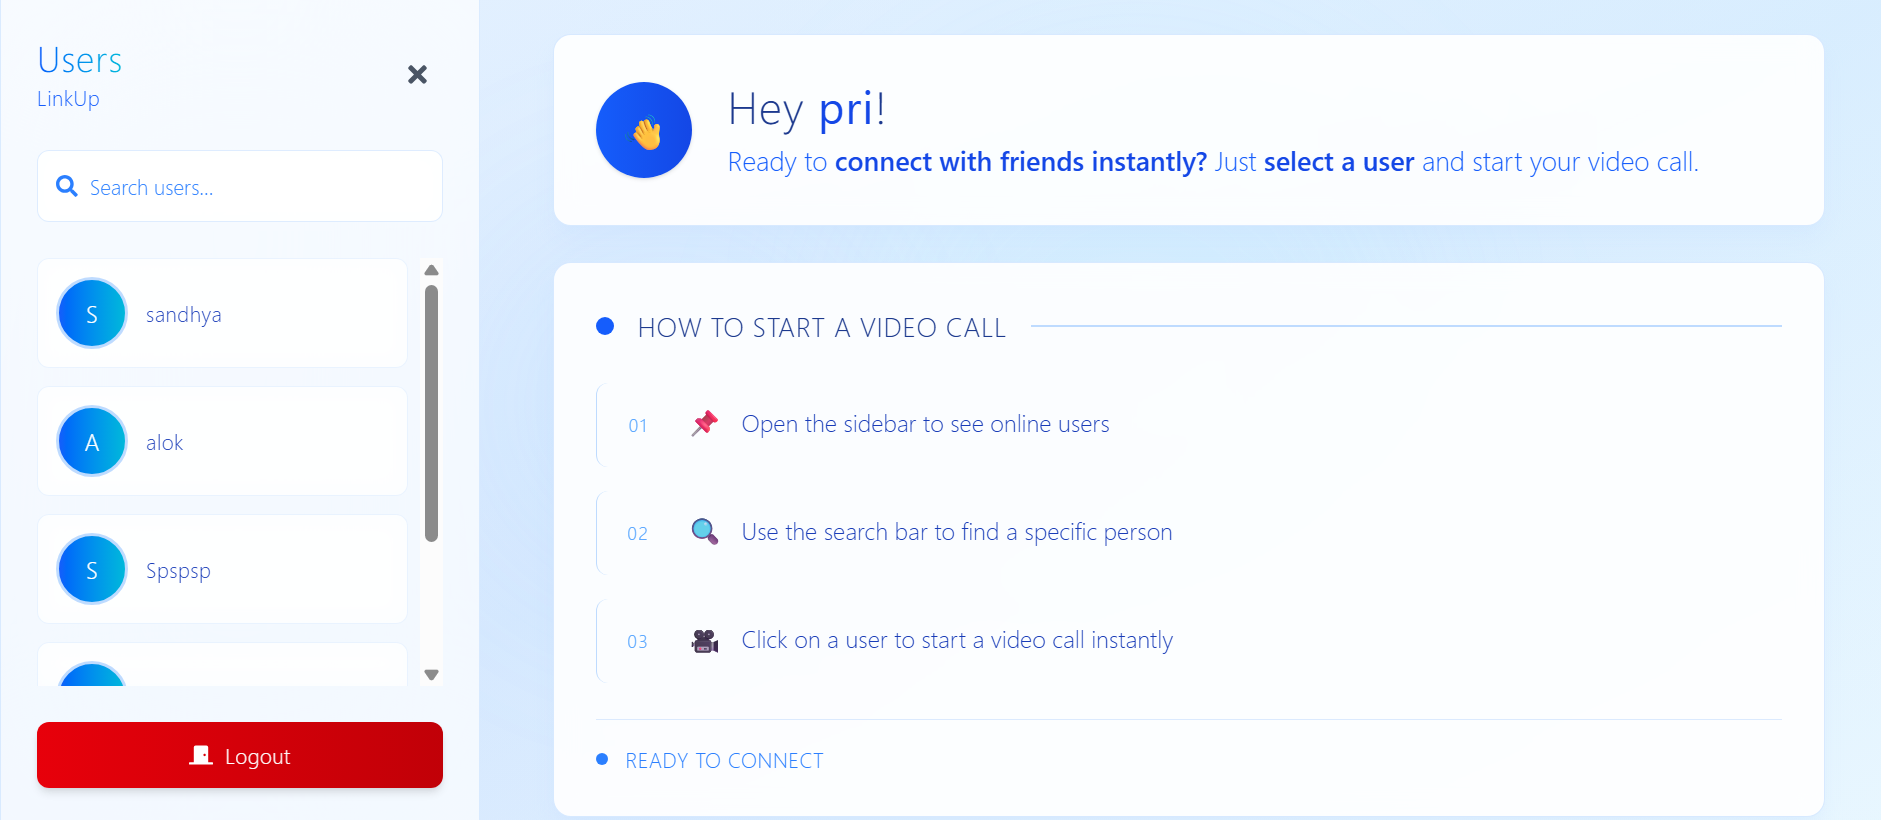 Users
LinkUp
Search users...
S
sandhya
A
alok
S
Spspsp
Logout
Hey pri!
Ready to connect with friends instantly? Just select a user and start your video call.
HOW TO START A VIDEO CALL
01 Open the sidebar to see online users
02 Use the search bar to find a specific person
03 Click on a user to start a video call instantly
READY TO CONNECT